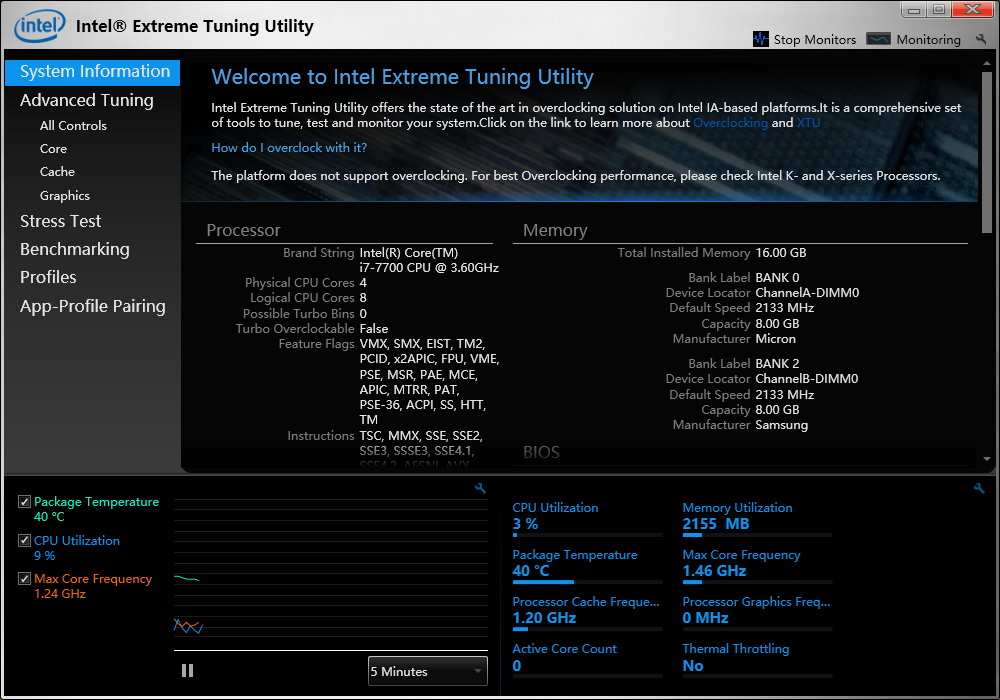 intel
Intel® Extreme Tuning Utility
Stop Monitors
Monitoring
System Information
Advanced Tuning
All Controls
Core
Cache
Graphics
Stress Test
Benchmarking
Profiles
App-Profile Pairing
Welcome to Intel Extreme Tuning Utility
Intel Extreme Tuning Utility offers the state of the art in overclocking solution on Intel IA-based platforms.It is a comprehensive set
of tools to tune, test and monitor your system.Click on the link to learn more about Overclocking and XTU
How do I overclock with it?
The platform does not support overclocking. For best Overclocking performance, please check Intel K- and X-series Processors.
Processor
Brand String Intel(R) Core(TM)
i7-7700 CPU @ 3.60GHz
Physical CPU Cores 4
Logical CPU Cores 8
Possible Turbo Bins 0
Turbo Overclockable False
Feature Flags VMX, SMX, EIST, TM2,
PCID, x2APIC, FPU, VME,
PSE, MSR, PAE, MCE,
APIC, MTRR, PAT,
PSE-36, ACPI, SS, HTT,
TM
Instructions TSC, MMX, SSE, SSE2,
SSE3, SSSE3, SSE4.1,
SSE4.2, AESNI, AVX
Memory
Total Installed Memory 16.00 GB
Bank Label BANK 0
Device Locator ChannelA-DIMM0
Default Speed 2133 MHz
Capacity 8.00 GB
Manufacturer Micron
Bank Label BANK 2
Device Locator ChannelB-DIMM0
Default Speed 2133 MHz
Capacity 8.00 GB
Manufacturer Samsung
BIOS
Package Temperature
40 °C
CPU Utilization
9 %
Max Core Frequency
1.24 GHz
5 Minutes
CPU Utilization
3 %
Memory Utilization
2155 MB
Package Temperature
40 °C
Max Core Frequency
1.46 GHz
Processor Cache Freque...
1.20 GHz
Processor Graphics Freq...
0 MHz
Active Core Count
0
Thermal Throttling
No